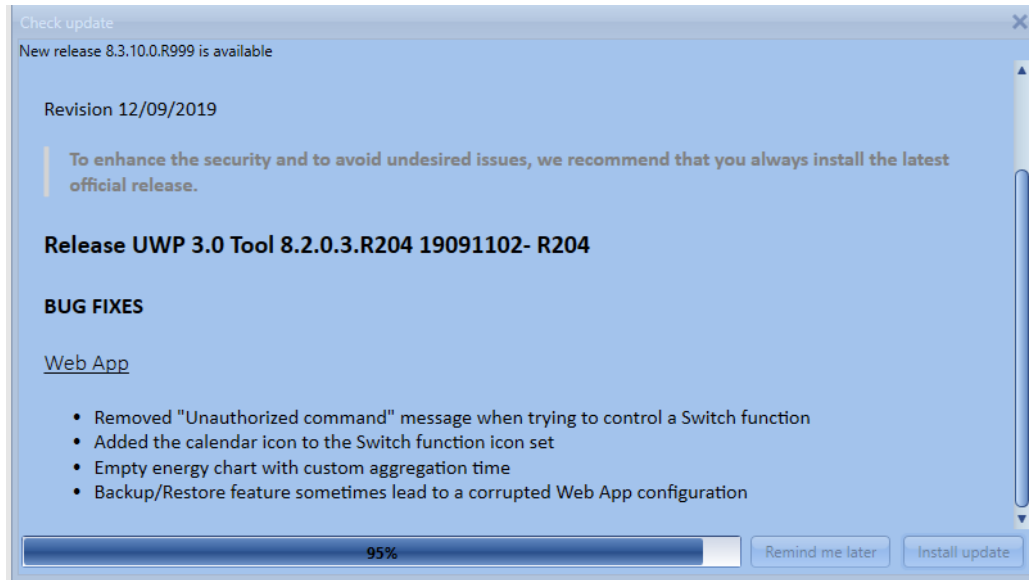 Check update
New release 8.3.10.0.R999 is available
Revision 12/09/2019
To enhance the security and to avoid undesired issues, we recommend that you always install the latest
official release.
Release UWP 3.0 Tool 8.2.0.3.R204 19091102- R204
BUG FIXES
Web App
• Removed "Unauthorized command" message when trying to control a Switch function
• Added the calendar icon to the Switch function icon set
• Empty energy chart with custom aggregation time
• Backup/Restore feature sometimes lead to a corrupted Web App configuration
95%
Remind me later
Install update